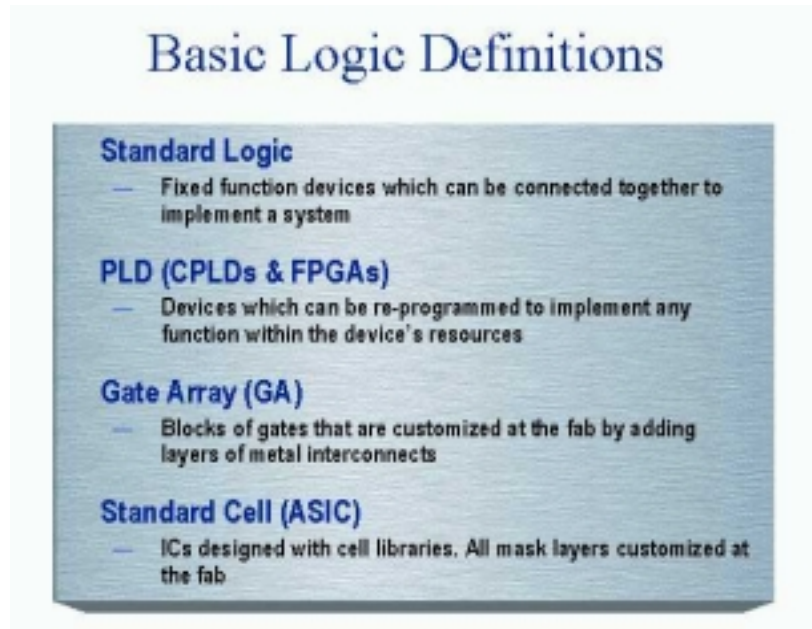 Basic Logic Definitions
Standard Logic
— Fixed function devices which can be connected together to
implement a system
PLD (CPLDs & FPGAs)
— Devices which can be re-programmed to implement any
function within the device's resources
Gate Array (GA)
— Blocks of gates that are customized at the fab by adding
layers of metal interconnects
Standard Cell (ASIC)
— ICs designed with cell libraries. All mask layers customized at
the fab